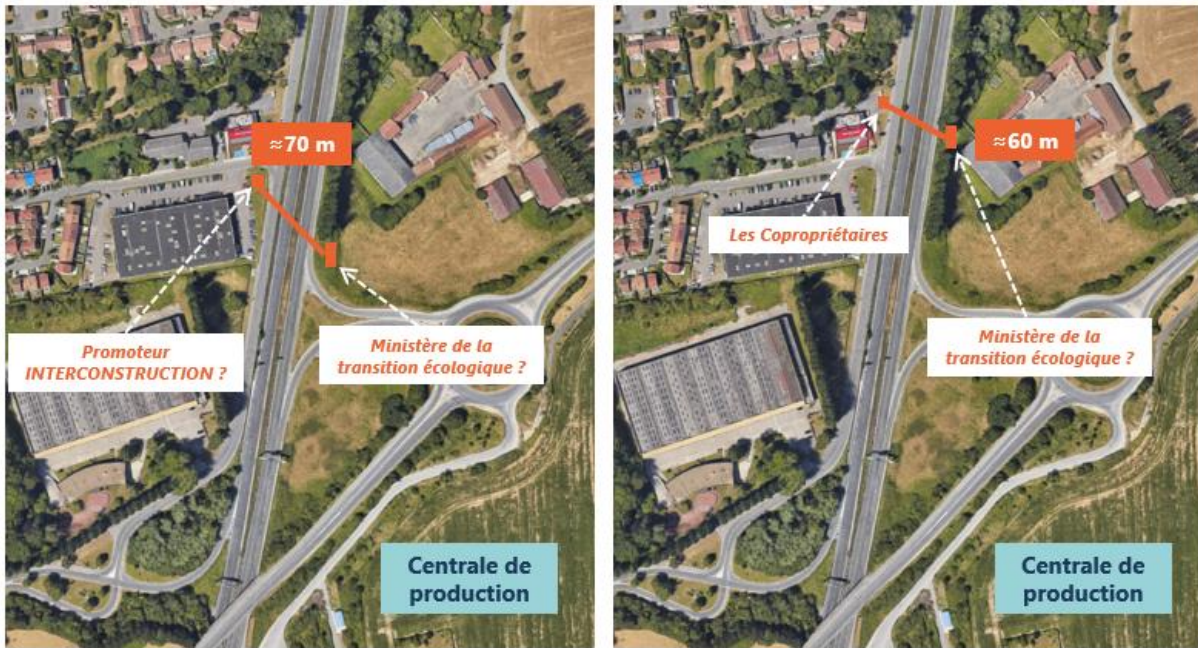 ≈70 m
Promoteur
INTERCONSTRUCTION ?
Ministère de la
transition écologique ?
Centrale de
production
≈60 m
Les Copropriétaires
Ministère de la
transition écologique ?
Centrale de
production